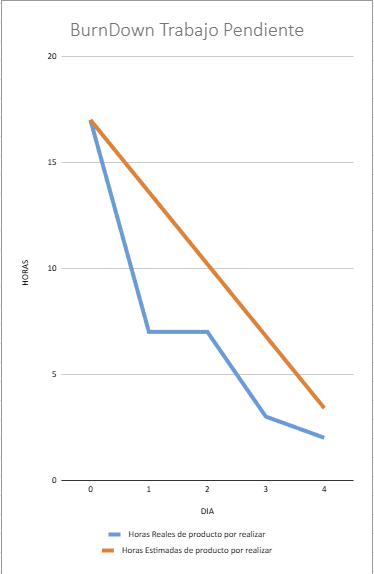 BurnDown Trabajo Pendiente
20
15
10
5
0
HORAS
0 1 2 3 4
DIA
Horas Reales de producto por realizar
Horas Estimadas de producto por realizar